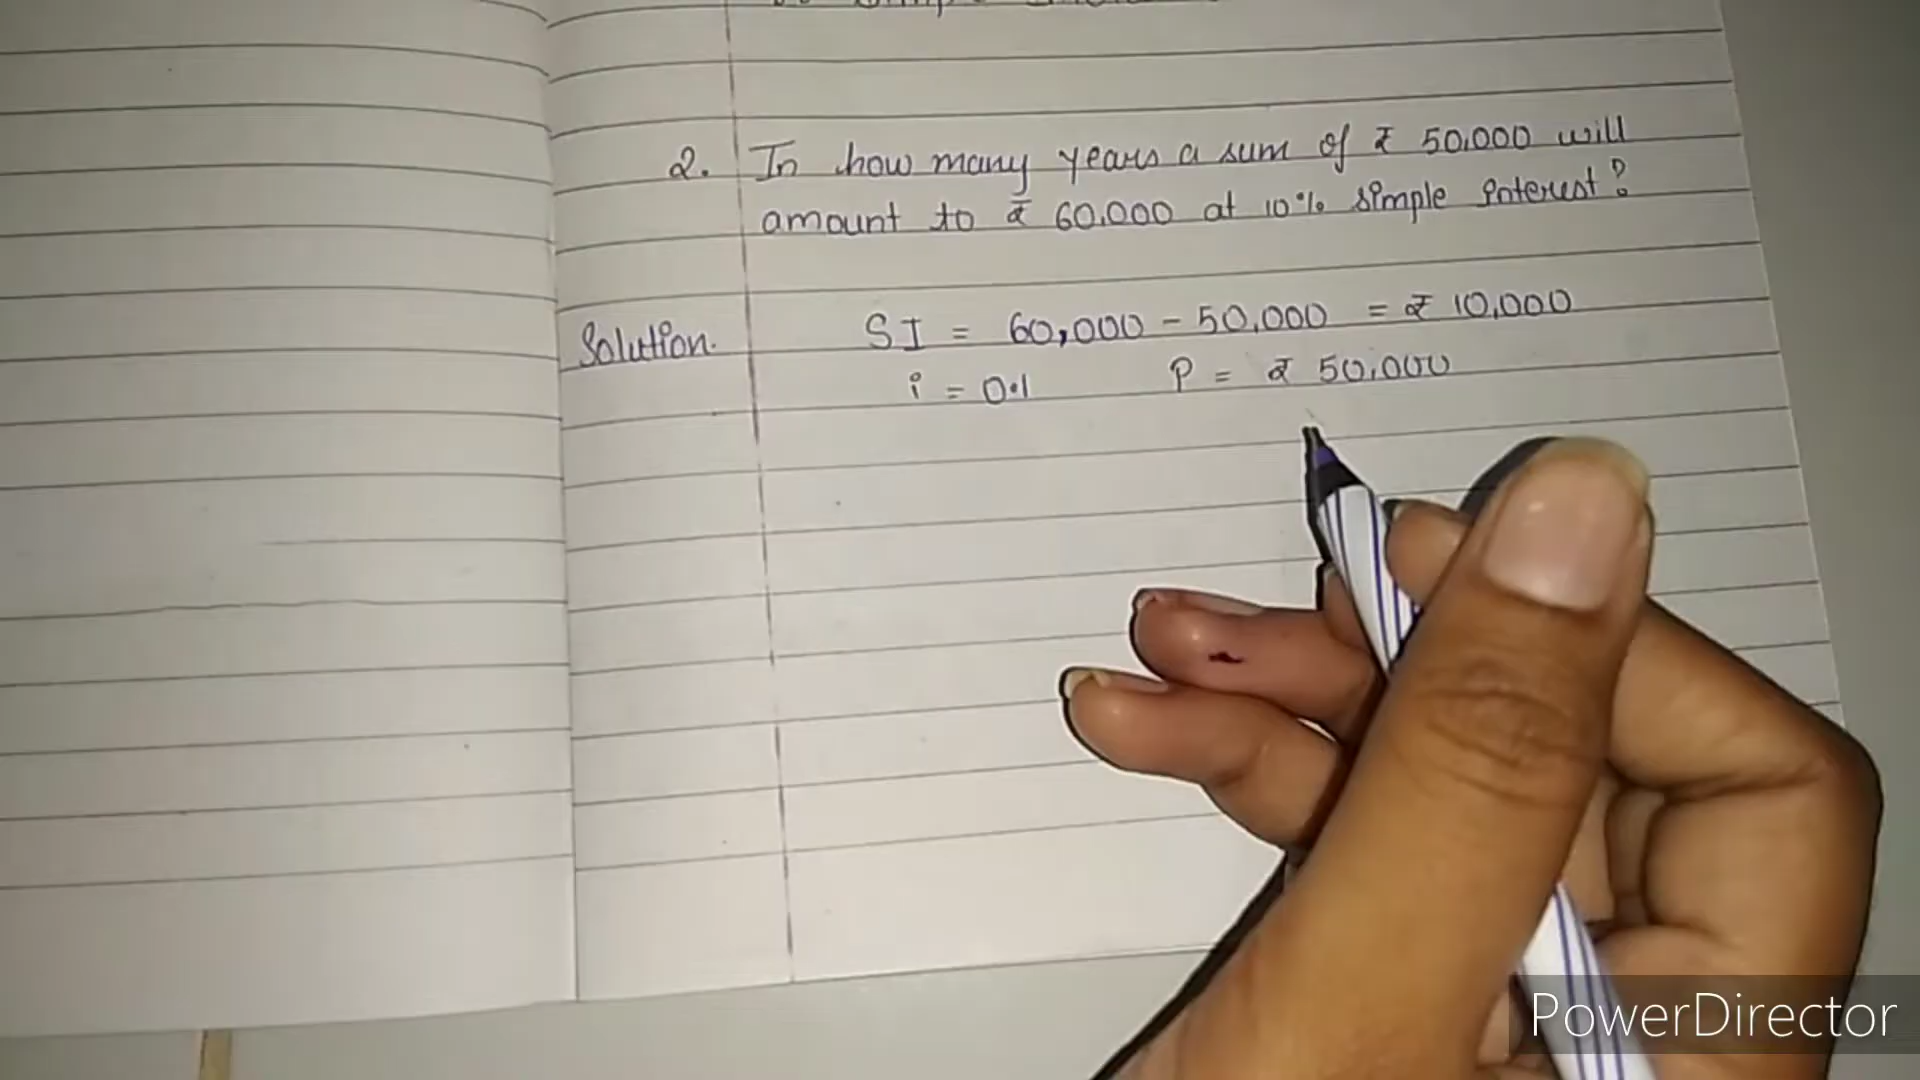 2. In how many years a sum of ₹ 50,000 will
amount to ₹ 60,000 at 10% simple interest?
Solution. SI = 60,000 - 50,000 = ₹ 10,000
i = 0.1 P = ₹ 50,000
PowerDirector